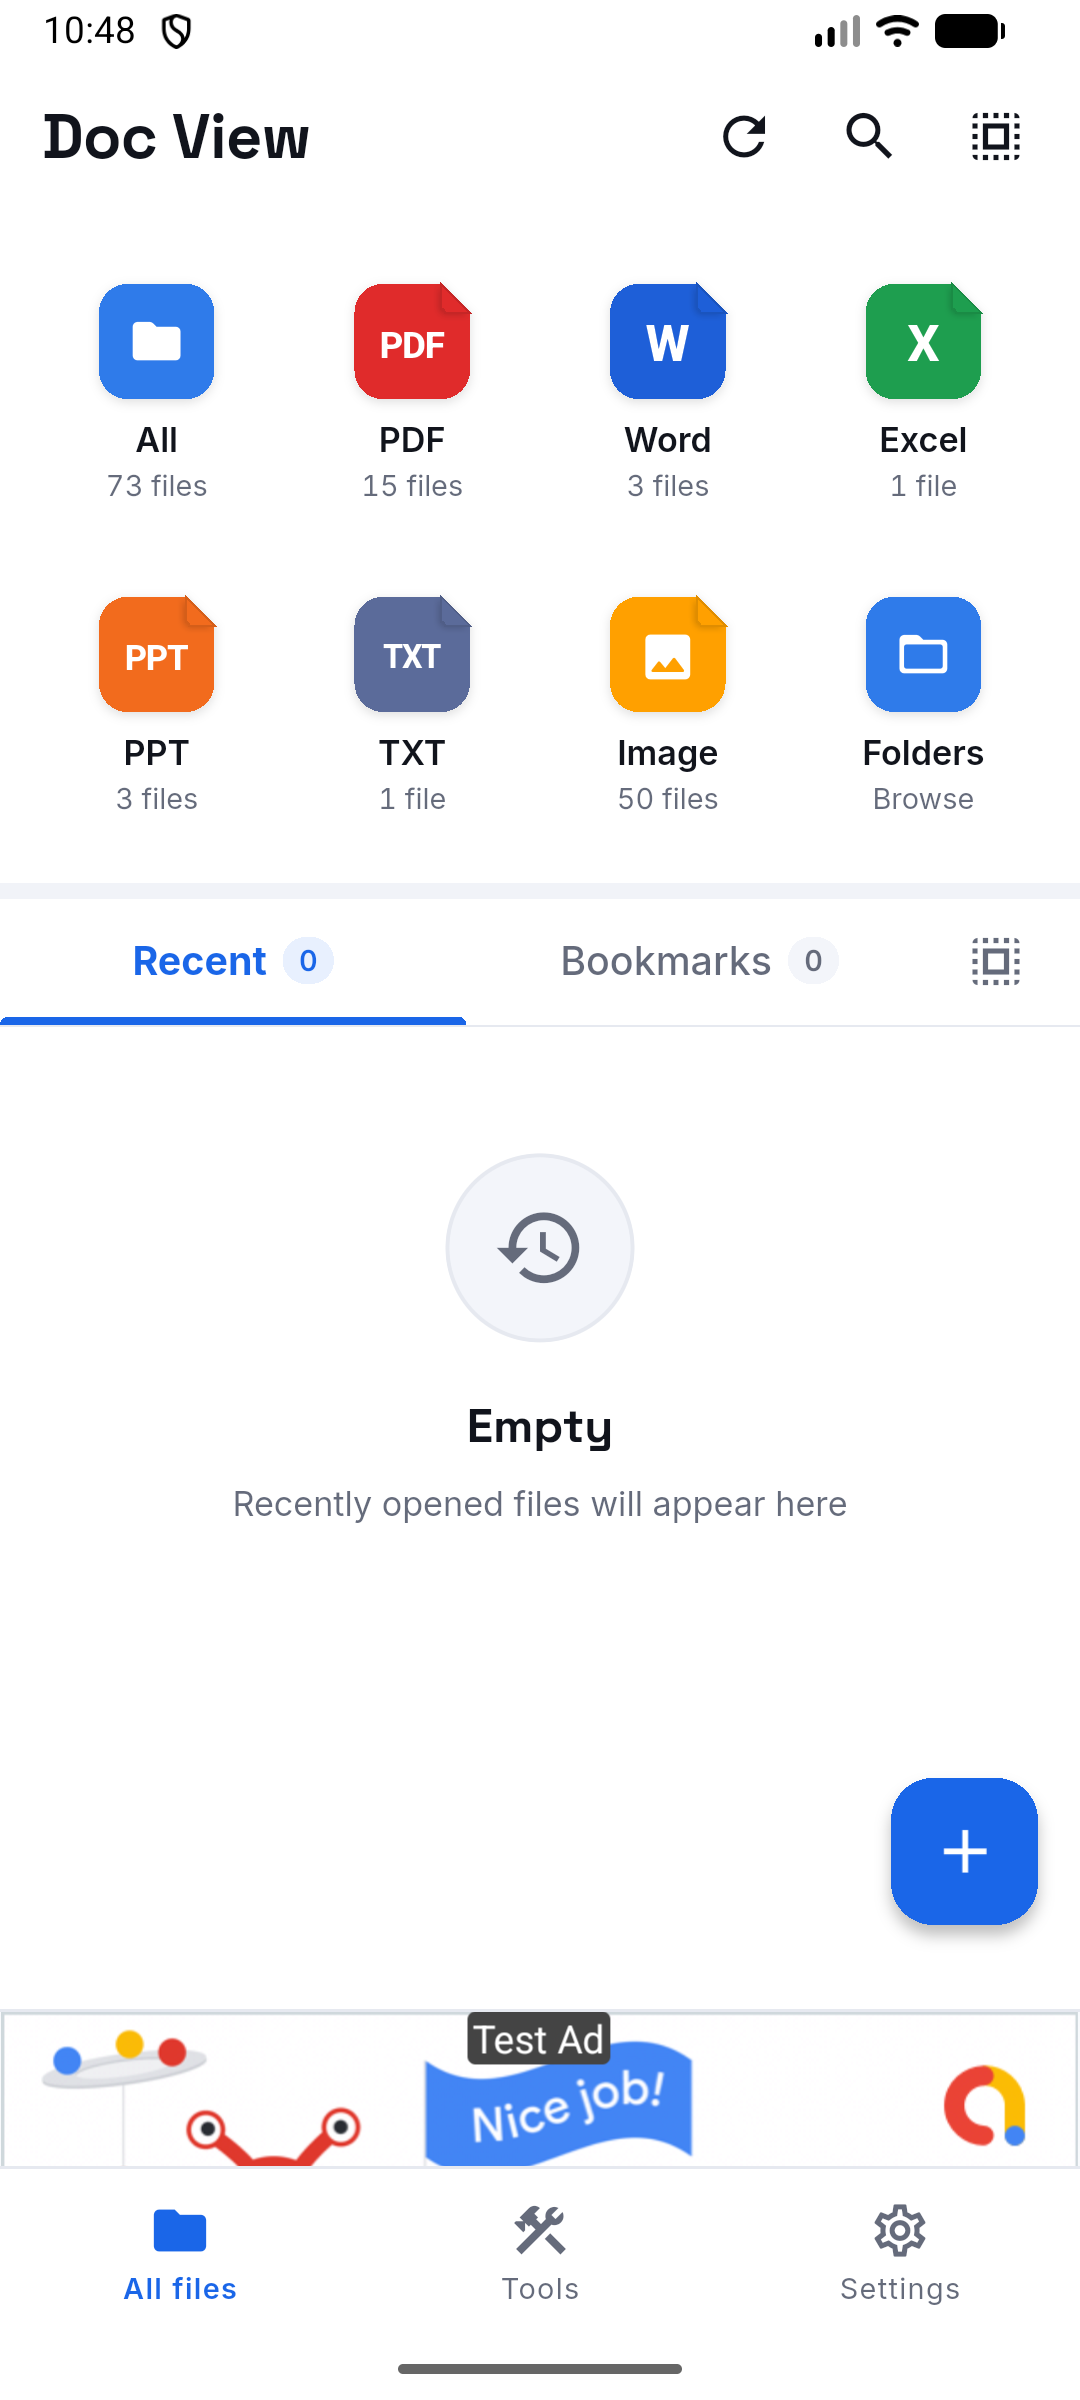 10:48
Doc View
PDF
W
X
All
PDF
Word
Excel
73 files
15 files
3 files
1 file
PPT
TXT
PPT
TXT
Image
Folders
3 files
1 file
50 files
Browse
Recent 0
Bookmarks 0
Empty
Recently opened files will appear here
Test Ad
Nice job!
All files
Tools
Settings